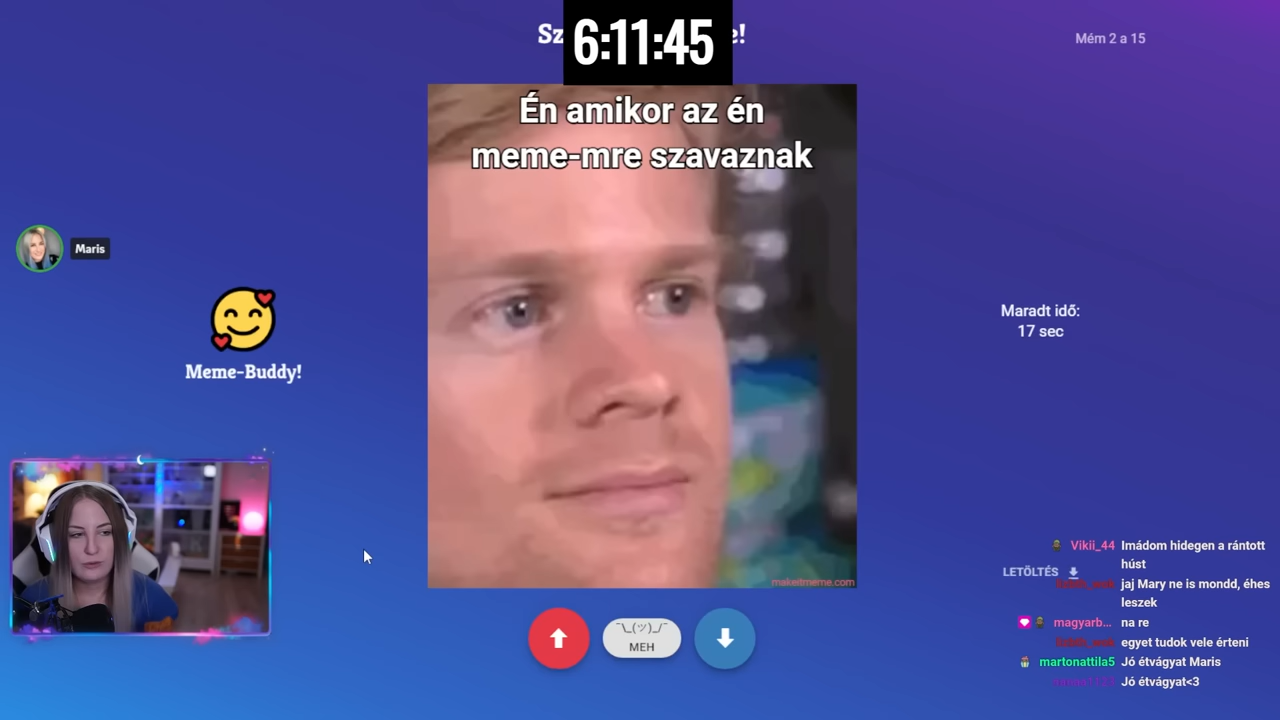 Sz
e!
6:11:45
Mém 2 a 15
Én amikor az én
meme-mre szavaznak
Maris
Meme-Buddy!
Maradt idő:
17 sec
makeitmeme.com
¯\_(ツ)_/¯
MEH
LETÖLTÉS
Vikii_44 Imádom hidegen a rántott
húst
jaj Mary ne is mondd, éhes
leszek
magyarb... na re
egyet tudok vele érteni
martonattila5 Jó étvágyat Maris
Jó étvágyat<3